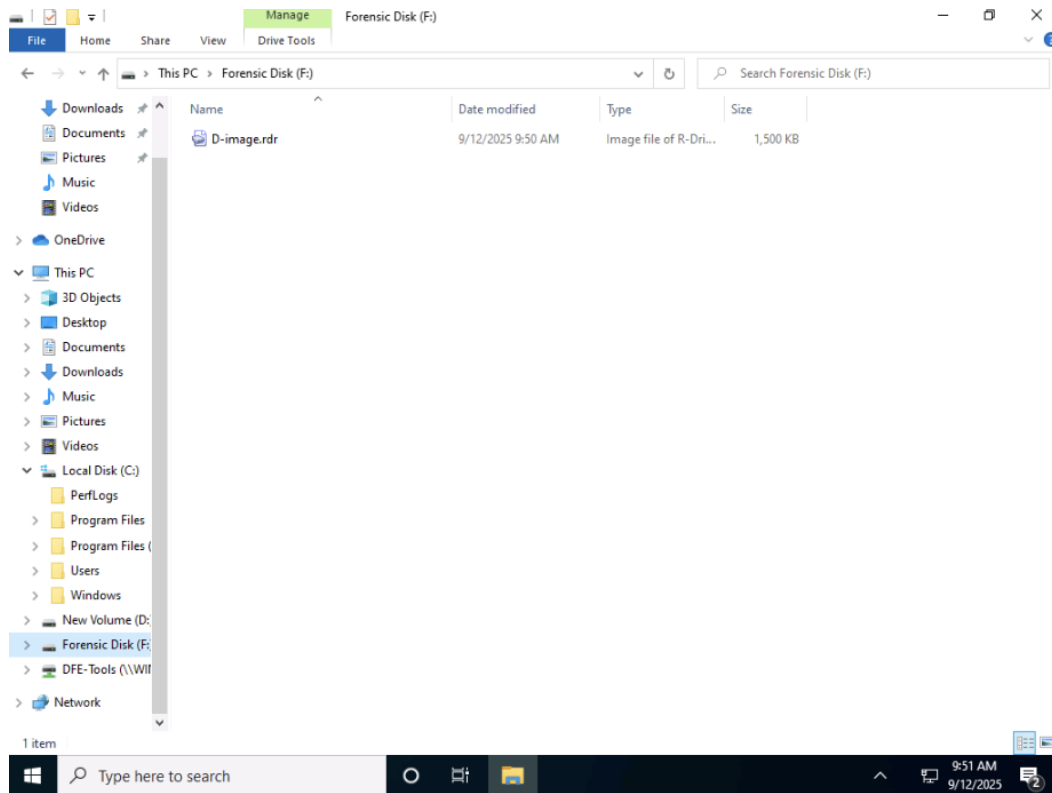 Manage Forensic Disk (F:)
File Home Share View Drive Tools
This PC > Forensic Disk (F:) Search Forensic Disk (F:)
Name Date modified Type Size
D-image.rdr 9/12/2025 9:50 AM Image file of R-Dri... 1,500 KB
Downloads
Documents
Pictures
Music
Videos
OneDrive
This PC
3D Objects
Desktop
Documents
Downloads
Music
Pictures
Videos
Local Disk (C:)
PerfLogs
Program Files
Program Files (
Users
Windows
New Volume (D:
Forensic Disk (F:
DFE-Tools (\\WIN
Network
1 item
Type here to search
9:51 AM
9/12/2025
2